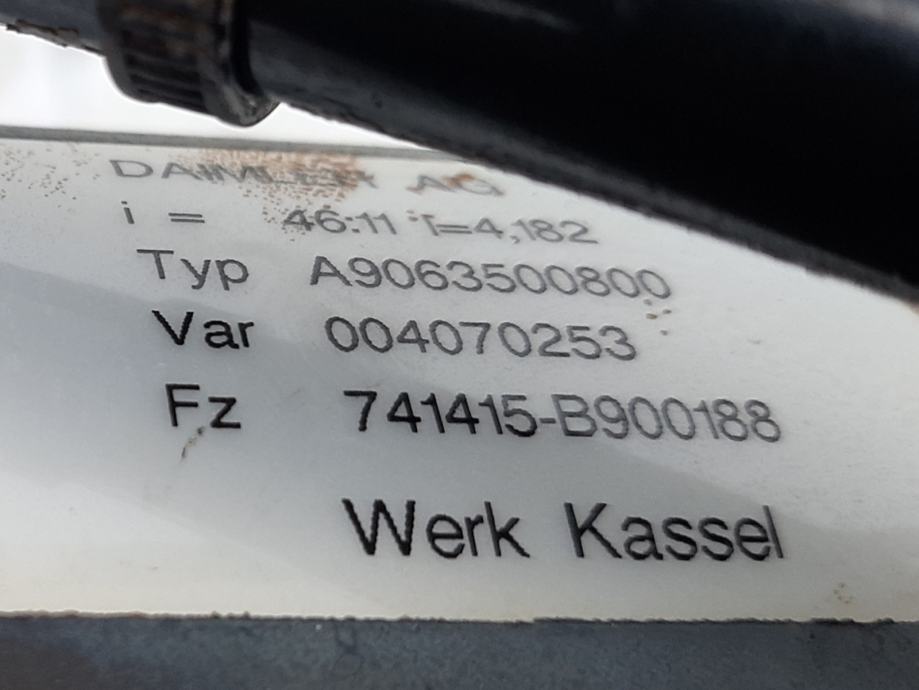 DAIMLER AG
i = 46:11 i=4,182
Typ A9063500800
Var 004070253
Fz 741415-B900188
Werk Kassel